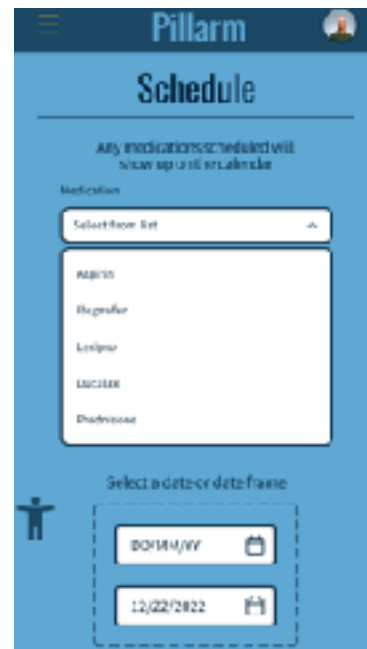 Pillarm
Schedule
Any medications scheduled will
show up on the calendar
Medication
Select from list
Aspirin
Ibuprofen
Prednisone
Select a date or date frame
DD/MM/YY
12/22/2022